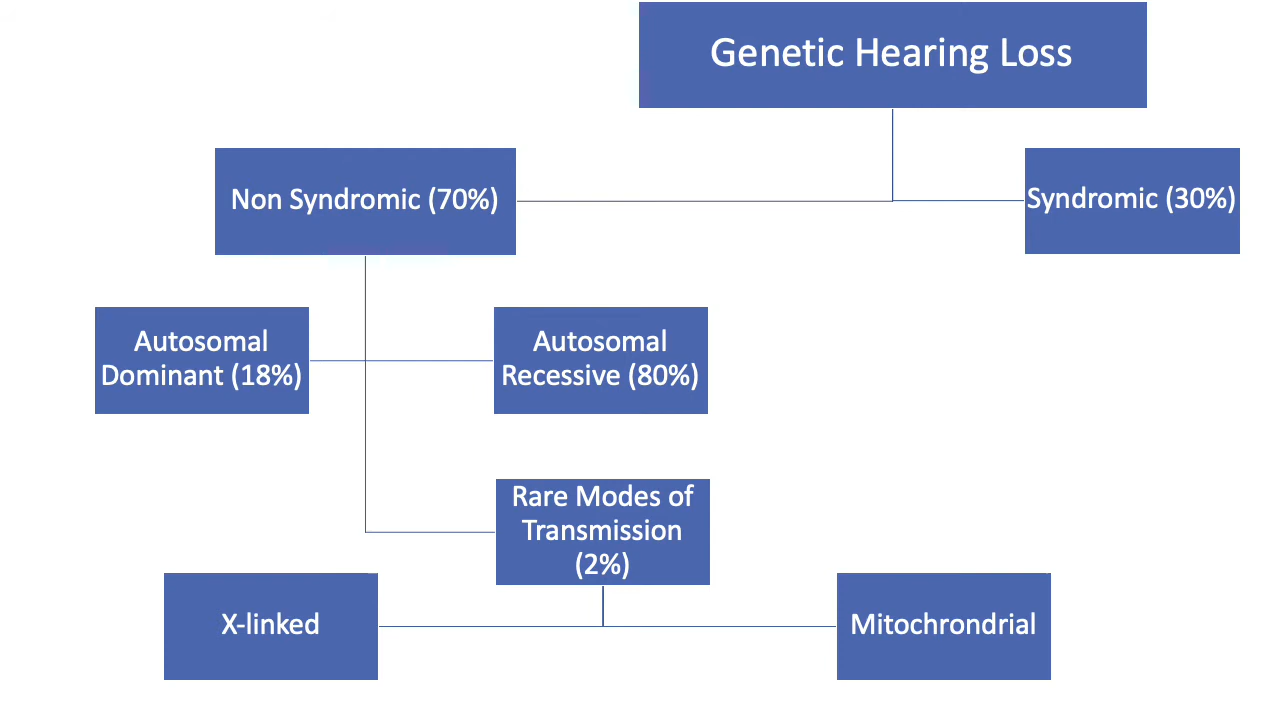 Genetic Hearing Loss
Non Syndromic (70%)
Syndromic (30%)
Autosomal
Dominant (18%)
Autosomal
Recessive (80%)
Rare Modes of
Transmission
(2%)
X-linked
Mitochrondrial